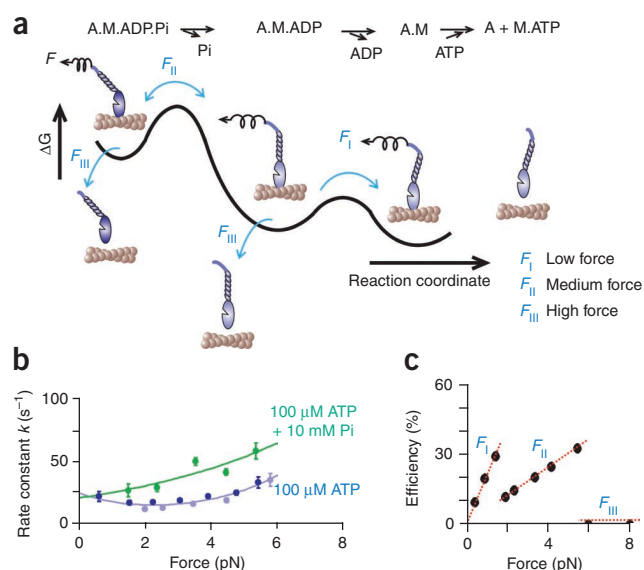 a
A.M.ADP.Pi A.M.ADP A.M A + M.ATP
Pi ADP ATP
F
FII
ΔG
FIII
FI
FIII
Reaction coordinate
FI Low force
FII Medium force
FIII High force
b
Rate constant k (s⁻¹)
100
50
0
100 μM ATP
+ 10 mM Pi
100 μM ATP
0 2 4 6 8
Force (pN)
c
Efficiency (%)
60
30
0
FI
FII
FIII
0 4 8
Force (pN)